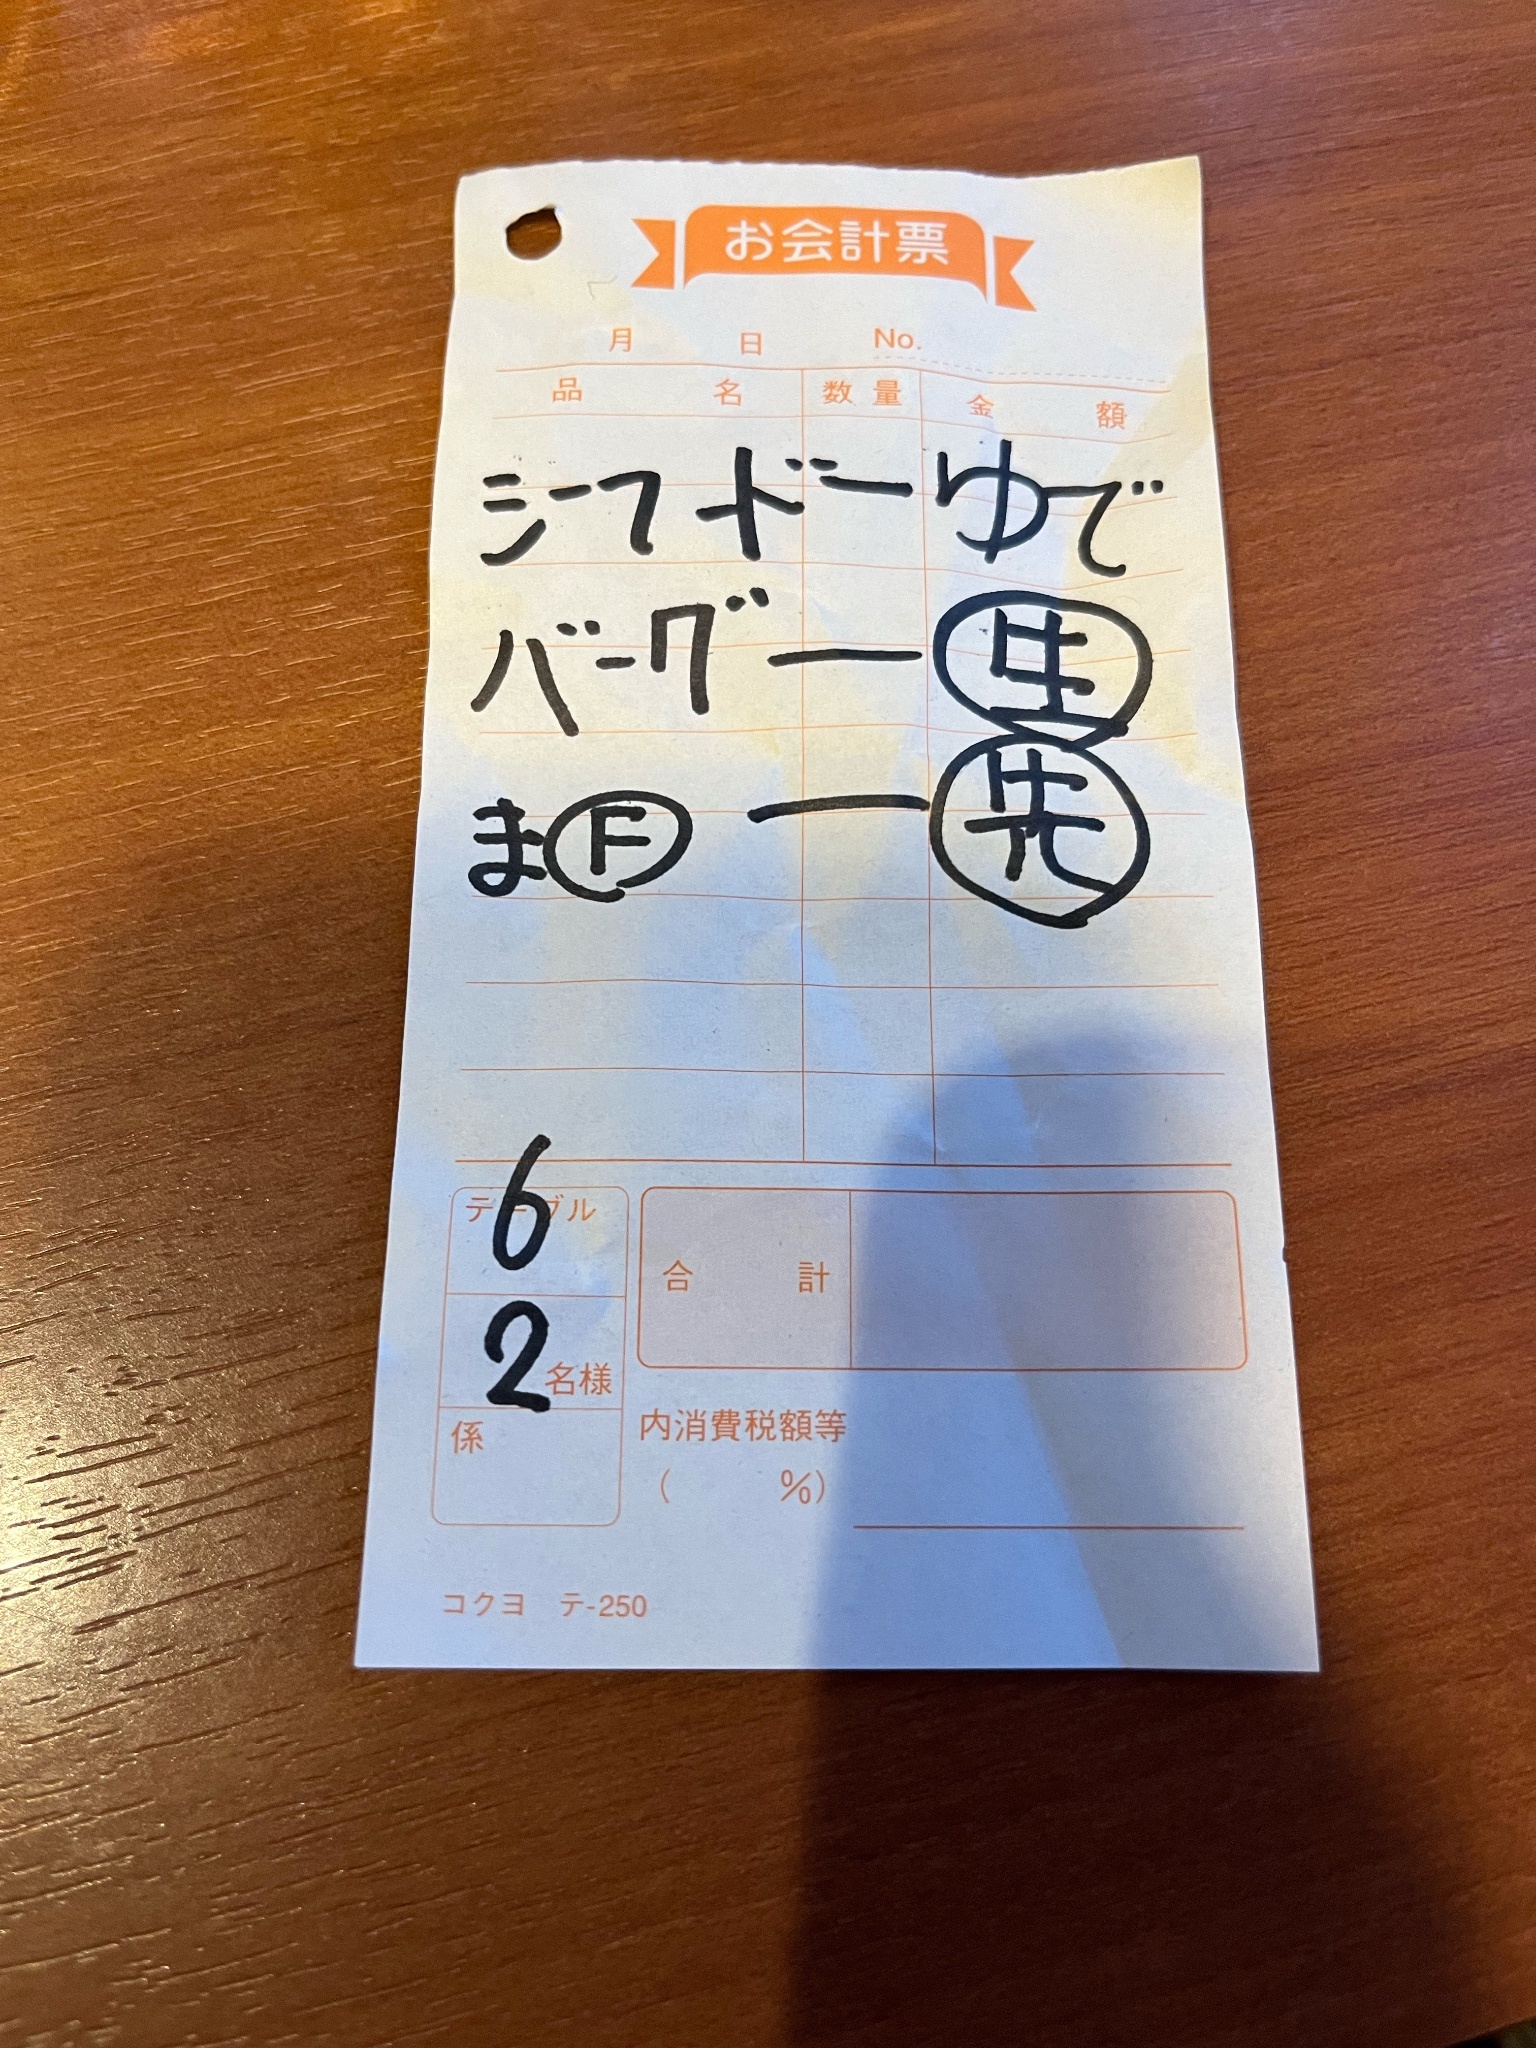 お会計票
月 日 No.
品 名 数 量 金 額
シーフドー ゆで
バーグ 一 生
まF 一 先
6
テーブル
2 名様
係
合 計
内消費税額等
( %)
コクヨ テ-250